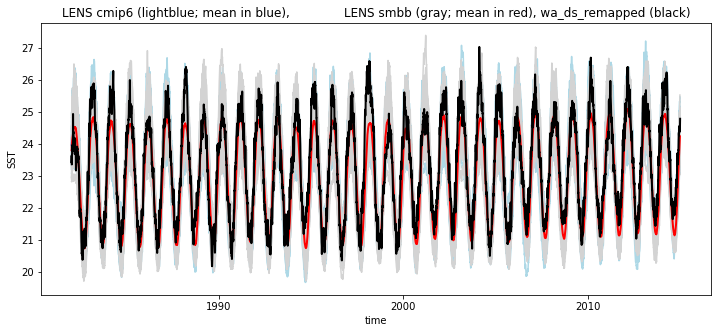 LENS cmip6 (lightblue; mean in blue), LENS smbb (gray; mean in red), wa_ds_remapped (black)
27
26
25
24
23
22
21
20
SST
1990 2000 2010
time